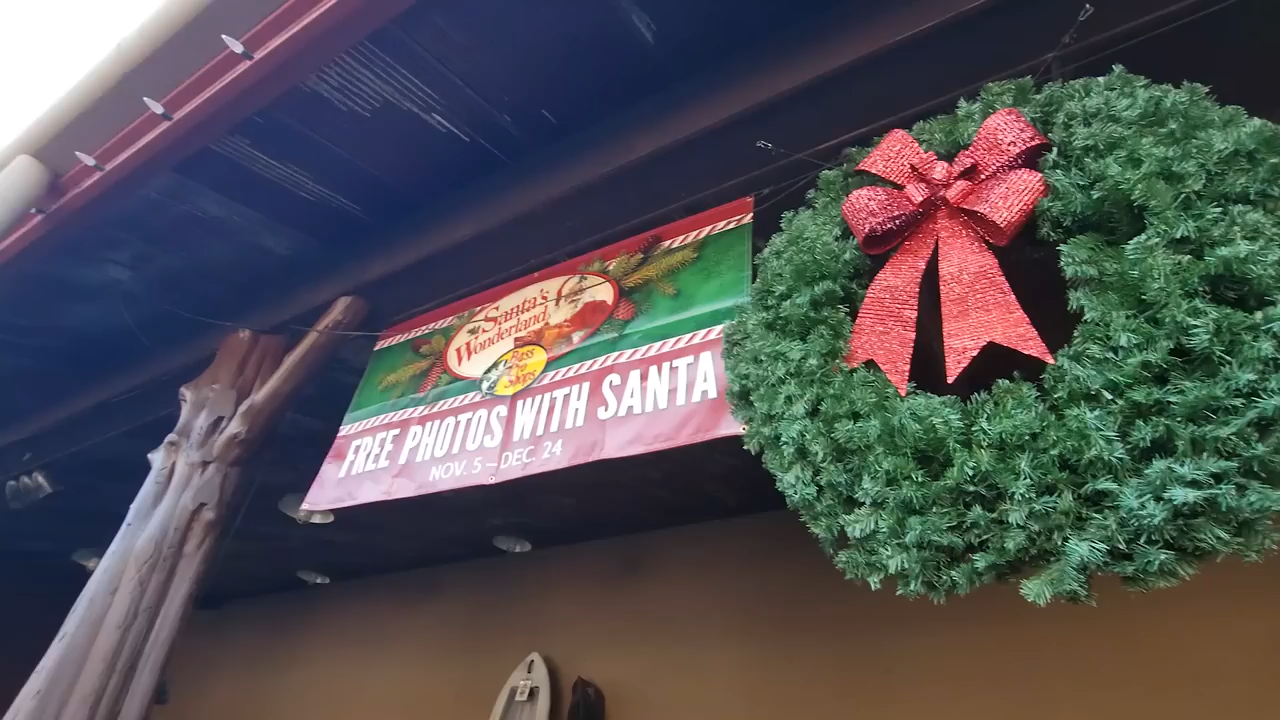 Santa's
Wonderland
Bass
Pro
Shops
FREE PHOTOS WITH SANTA
NOV. 5 – DEC. 24